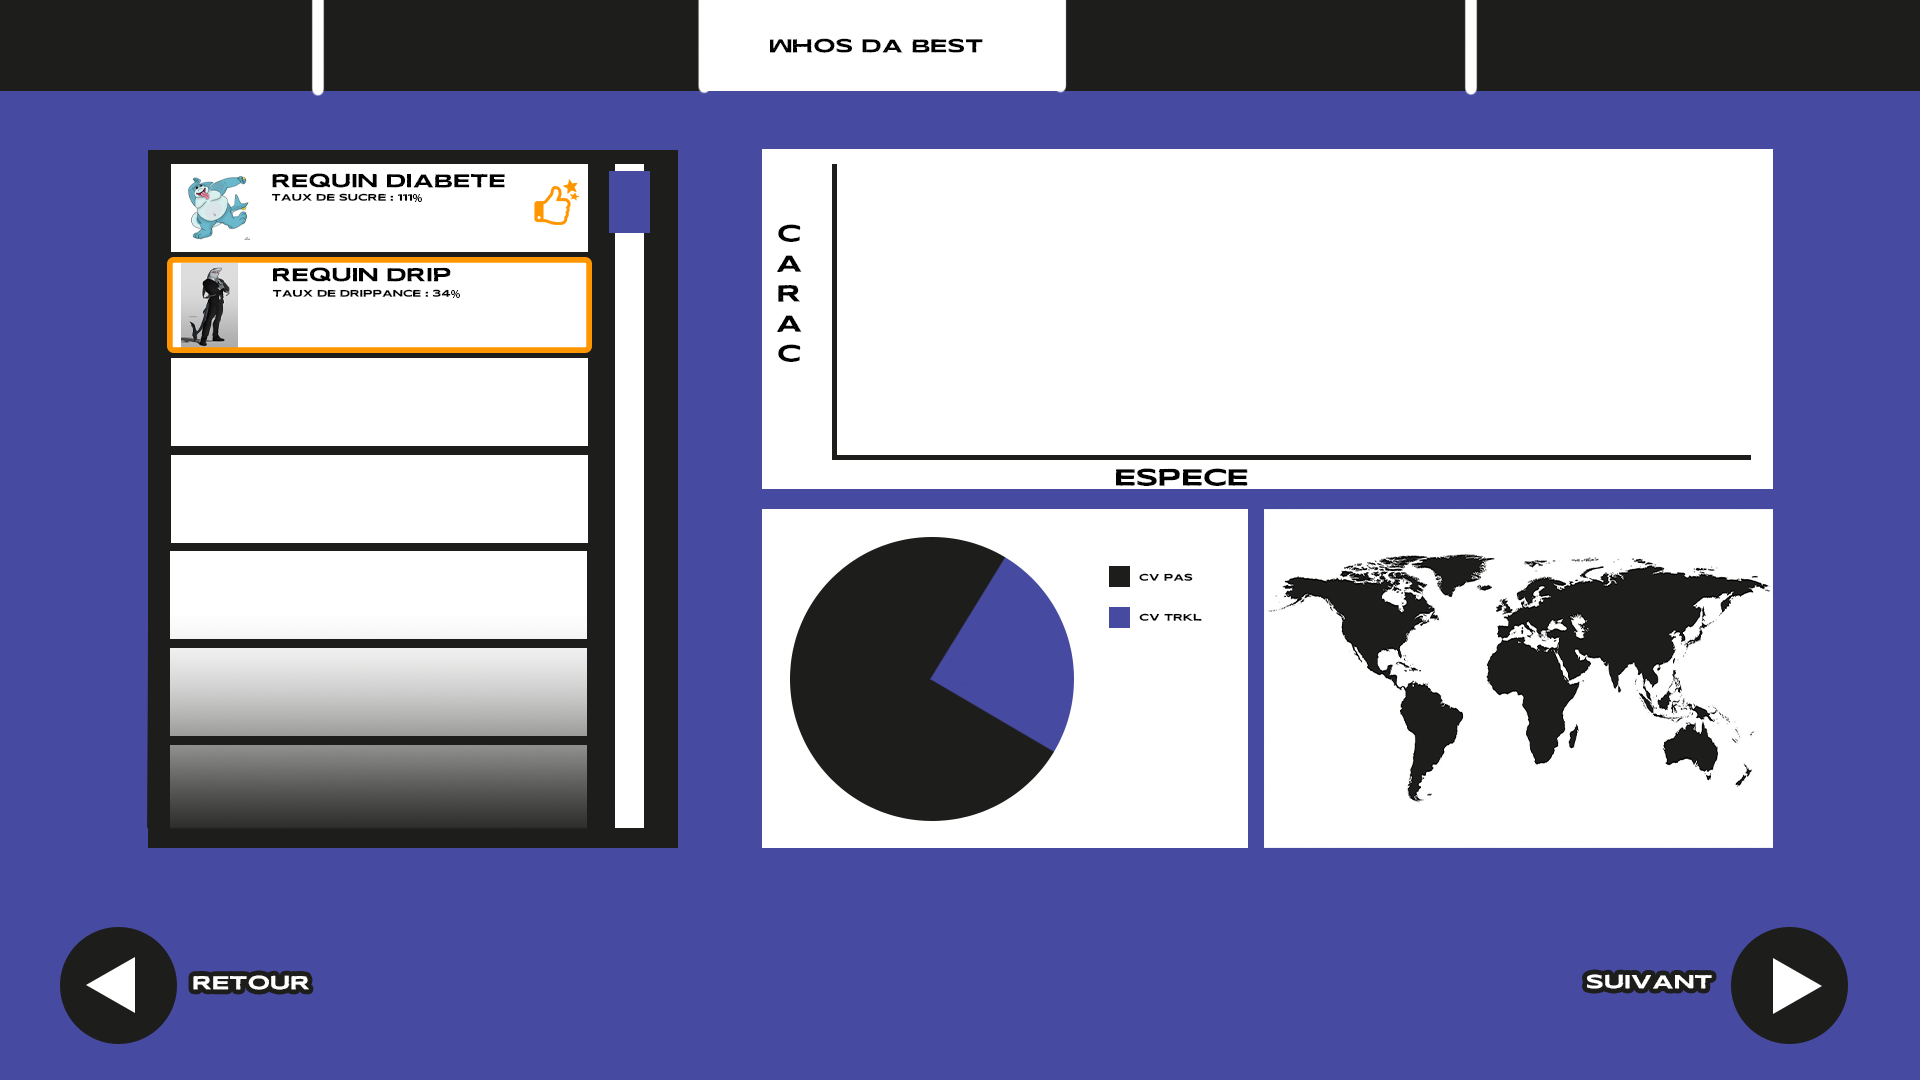 WHOS DA BEST
REQUIN DIABETE
TAUX DE SUCRE : 111%
REQUIN DRIP
TAUX DE DRIPPANCE : 34%
CARAC
ESPECE
CV PAS
CV TRKL
RETOUR
SUIVANT